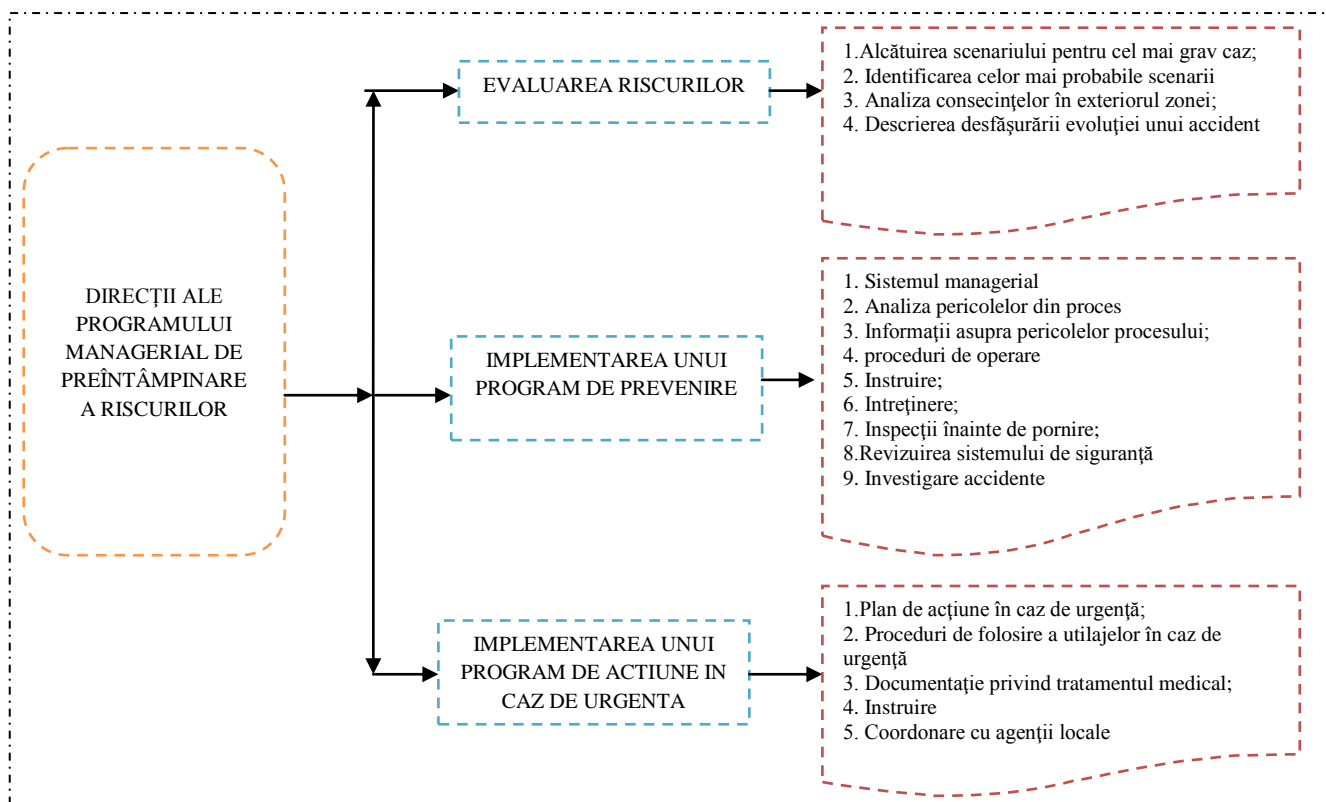 DIRECŢII ALE
PROGRAMULUI
MANAGERIAL DE
PREÎNTÂMPINARE
A RISCURILOR
EVALUAREA RISCURILOR
1.Alcătuirea scenariului pentru cel mai grav caz;
2. Identificarea celor mai probabile scenarii
3. Analiza consecinţelor în exteriorul zonei;
4. Descrierea desfăşurării evoluţiei unui accident
IMPLEMENTAREA UNUI
PROGRAM DE PREVENIRE
1. Sistemul managerial
2. Analiza pericolelor din proces
3. Informaţii asupra pericolelor procesului;
4. proceduri de operare
5. Instruire;
6. Intreţinere;
7. Inspecţii înainte de pornire;
8.Revizuirea sistemului de siguranţă
9. Investigare accidente
IMPLEMENTAREA UNUI
PROGRAM DE ACTIUNE IN
CAZ DE URGENTA
1.Plan de acţiune în caz de urgenţă;
2. Proceduri de folosire a utilajelor în caz de
urgenţă
3. Documentaţie privind tratamentul medical;
4. Instruire
5. Coordonare cu agenţii locale